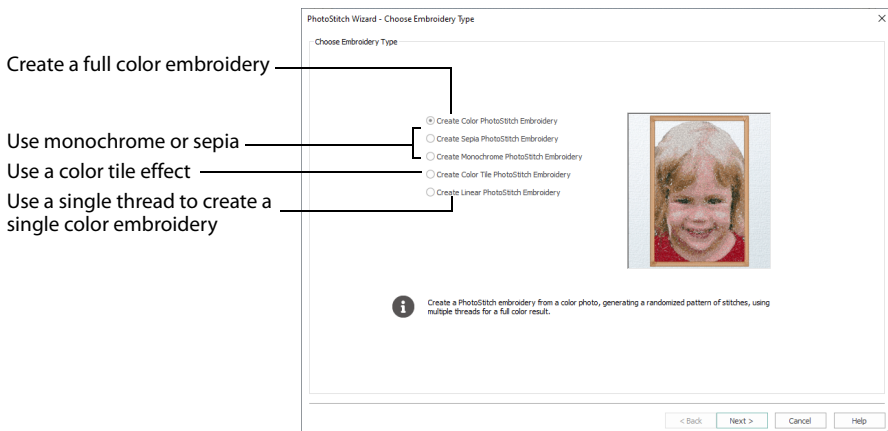 PhotoStitch Wizard - Choose Embroidery Type
Choose Embroidery Type
Create a full color embroidery
Use monochrome or sepia
Use a color tile effect
Use a single thread to create a
single color embroidery
Create Color PhotoStitch Embroidery
Create Sepia PhotoStitch Embroidery
Create Monochrome PhotoStitch Embroidery
Create Color Tile PhotoStitch Embroidery
Create Linear PhotoStitch Embroidery
Create a PhotoStitch embroidery from a color photo, generating a randomized pattern of stitches, using
multiple threads for a full color result.
< Back
Next >
Cancel
Help